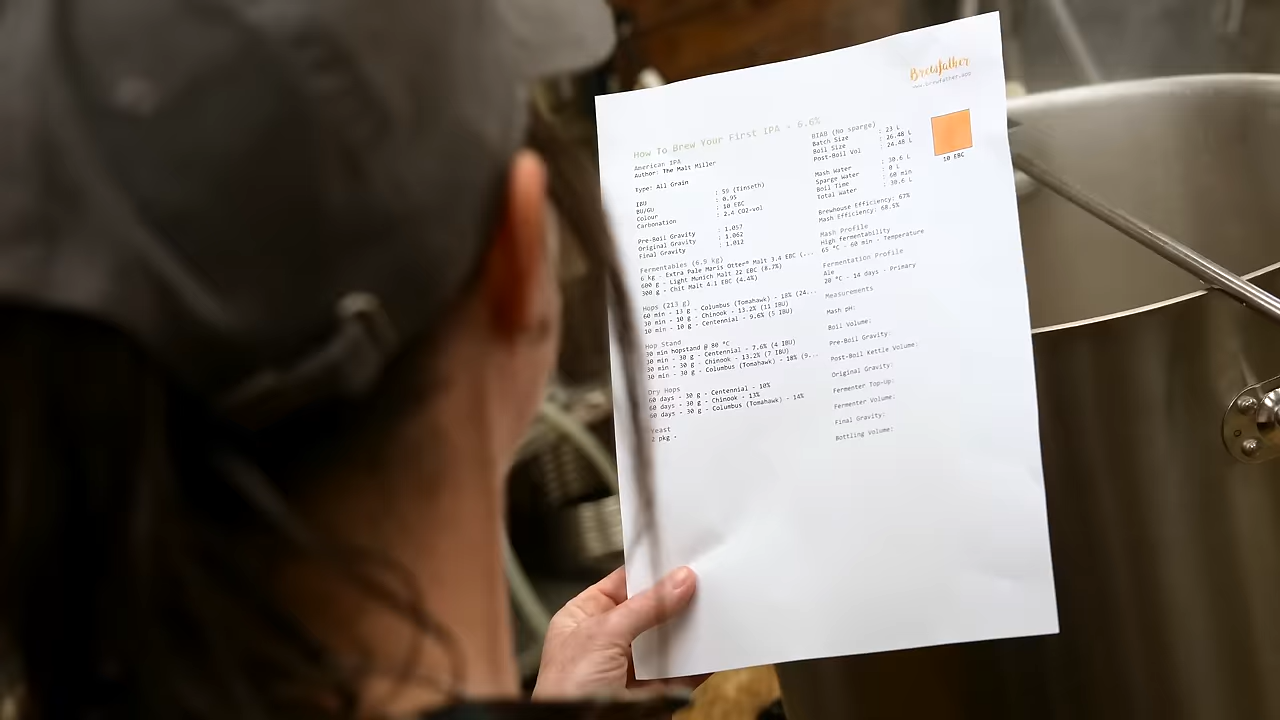 Brewfather
www.brewfather.app
How To Brew Your First IPA - 6.6%
American IPA
Author: The Malt Miller
Type: All Grain
IBU : 59 (Tinseth)
BU/GU : 0.95
Colour : 10 EBC
Carbonation : 2.4 CO2-vol
Pre-Boil Gravity : 1.057
Original Gravity : 1.062
Final Gravity : 1.012
Fermentables (6.9 kg)
6 kg - Extra Pale Maris Otter® Malt 3.4 EBC (...
600 g - Light Munich Malt 22 EBC (8.7%)
300 g - Chit Malt 4.1 EBC (4.4%)
Hops (213 g)
60 min - 13 g - Columbus (Tomahawk) - 18% (24...
30 min - 10 g - Chinook - 13.2% (11 IBU)
10 min - 10 g - Centennial - 9.6% (5 IBU)
Hop Stand
30 min hopstand @ 80 °C
30 min - 30 g - Centennial - 7.6% (4 IBU)
30 min - 30 g - Chinook - 13.2% (7 IBU)
30 min - 30 g - Columbus (Tomahawk) - 18% (9...
Dry Hops
60 days - 30 g - Centennial - 10%
60 days - 30 g - Chinook - 13%
60 days - 30 g - Columbus (Tomahawk) - 14%
Yeast
2 pkg -
BIAB (No sparge)
Batch Size : 23 L
Boil Size : 26.48 L
Post-Boil Vol : 24.48 L
Mash Water : 30.6 L
Sparge Water : 0 L
Boil Time : 60 min
Total Water : 30.6 L
Brewhouse Efficiency: 67%
Mash Efficiency: 68.5%
Mash Profile
High fermentability
65 °C - 60 min - Temperature
Fermentation Profile
Ale
20 °C - 14 days - Primary
Measurements
Mash pH:
Boil Volume:
Pre-Boil Gravity:
Post-Boil Kettle Volume:
Original Gravity:
Fermenter Top-Up:
Fermenter Volume:
Final Gravity:
Bottling Volume:
10 EBC